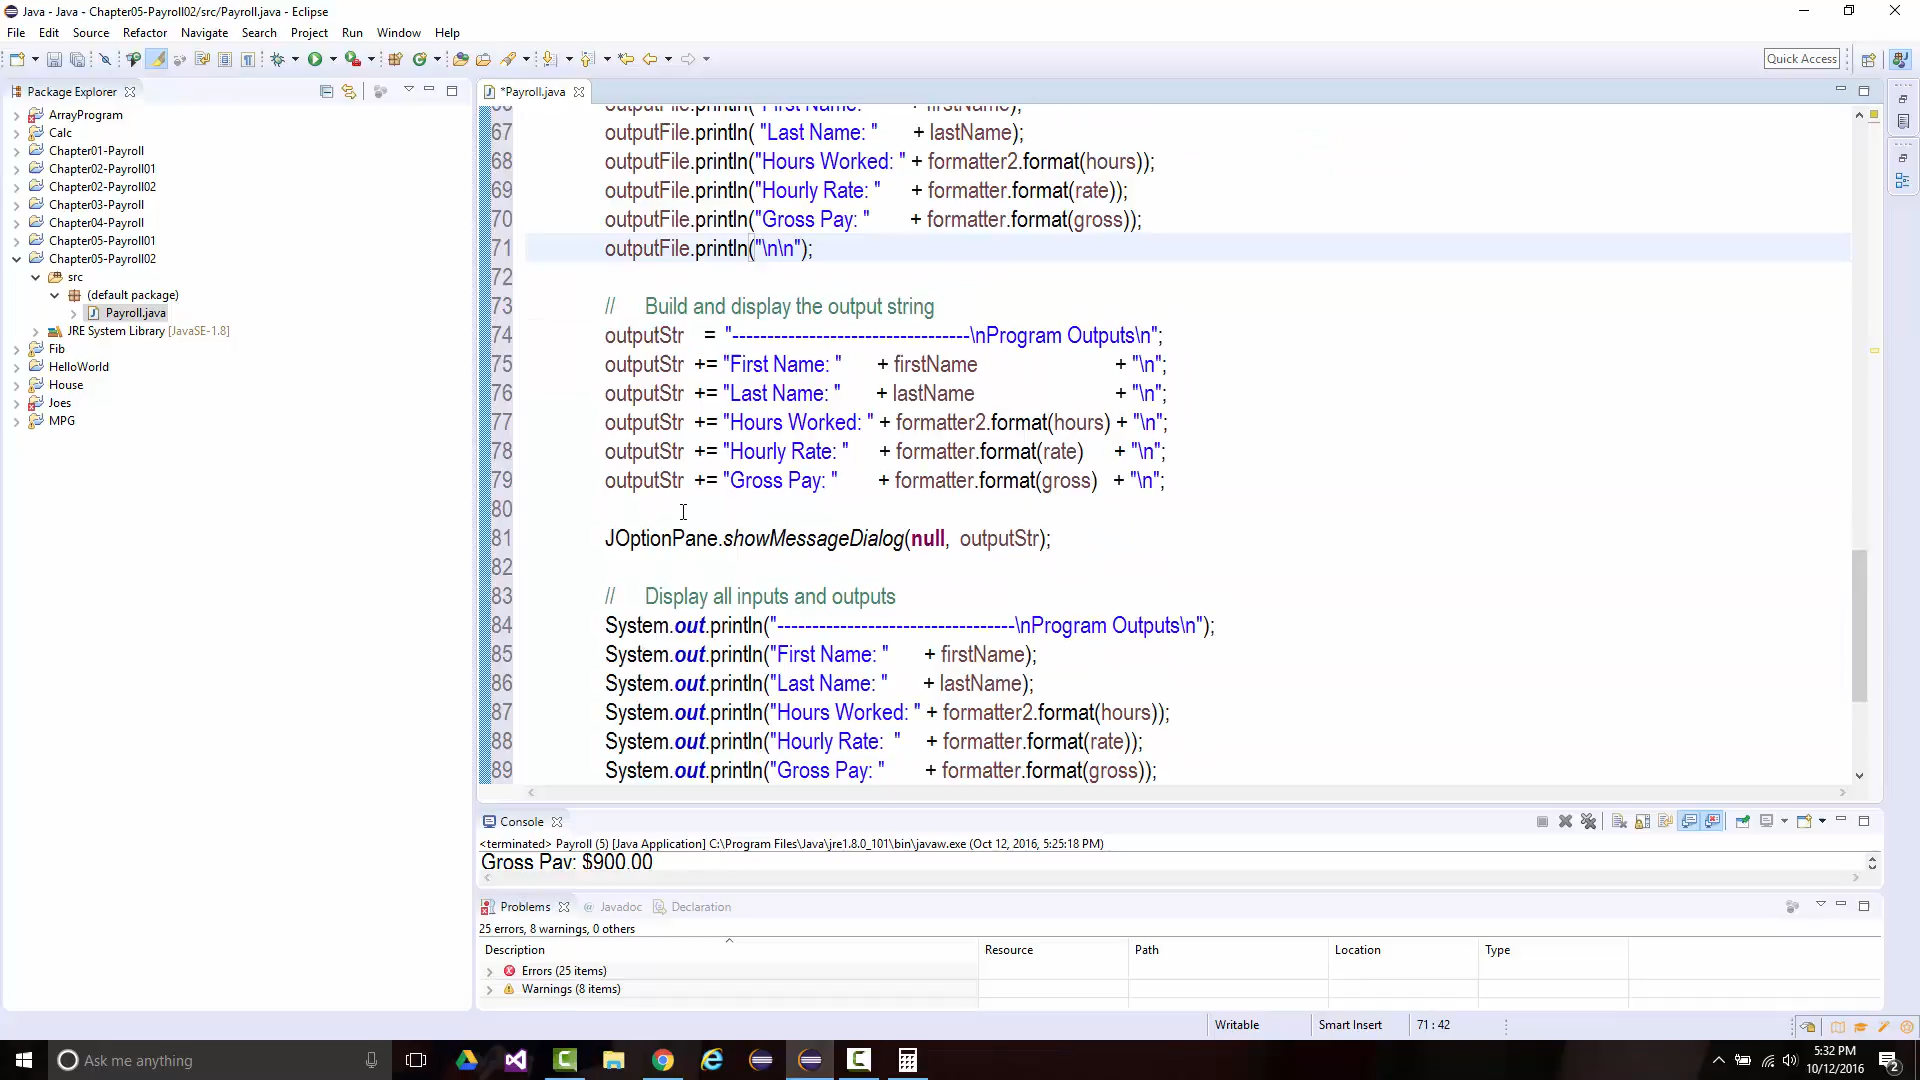 Java - Java - Chapter05-Payroll02/src/Payroll.java - Eclipse
File Edit Source Refactor Navigate Search Project Run Window Help
Quick Access
Package Explorer
*Payroll.java
ArrayProgram
Calc
Chapter01-Payroll
Chapter02-Payroll01
Chapter02-Payroll02
Chapter03-Payroll
Chapter04-Payroll
Chapter05-Payroll01
Chapter05-Payroll02
src
(default package)
Payroll.java
JRE System Library [JavaSE-1.8]
Fib
HelloWorld
House
Joes
MPG
66 outputFile.println("First Name: " + firstName);
67 outputFile.println( "Last Name: " + lastName);
68 outputFile.println("Hours Worked: " + formatter2.format(hours));
69 outputFile.println("Hourly Rate: " + formatter.format(rate));
70 outputFile.println("Gross Pay: " + formatter.format(gross));
71 outputFile.println("\n\n");
72
73 // Build and display the output string
74 outputStr = "----------------------------------\nProgram Outputs\n";
75 outputStr += "First Name: " + firstName + "\n";
76 outputStr += "Last Name: " + lastName + "\n";
77 outputStr += "Hours Worked: " + formatter2.format(hours) + "\n";
78 outputStr += "Hourly Rate: " + formatter.format(rate) + "\n";
79 outputStr += "Gross Pay: " + formatter.format(gross) + "\n";
80
81 JOptionPane.showMessageDialog(null, outputStr);
82
83 // Display all inputs and outputs
84 System.out.println("----------------------------------\nProgram Outputs\n");
85 System.out.println("First Name: " + firstName);
86 System.out.println("Last Name: " + lastName);
87 System.out.println("Hours Worked: " + formatter2.format(hours));
88 System.out.println("Hourly Rate:  " + formatter.format(rate));
89 System.out.println("Gross Pay: " + formatter.format(gross));
Console
<terminated> Payroll (5) [Java Application] C:\Program Files\Java\jre1.8.0_101\bin\javaw.exe (Oct 12, 2016, 5:25:18 PM)
Gross Pay: $900.00
Problems @ Javadoc Declaration
25 errors, 8 warnings, 0 others
Description Resource Path Location Type
Errors (25 items)
Warnings (8 items)
Writable Smart Insert 71 : 42
Ask me anything
5:32 PM
10/12/2016
2